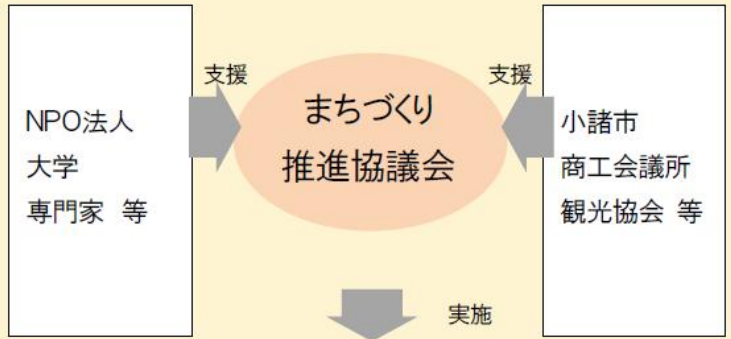 NPO法人
大学
専門家 等
支援
まちづくり
推進協議会
支援
小諸市
商工会議所
観光協会 等
実施